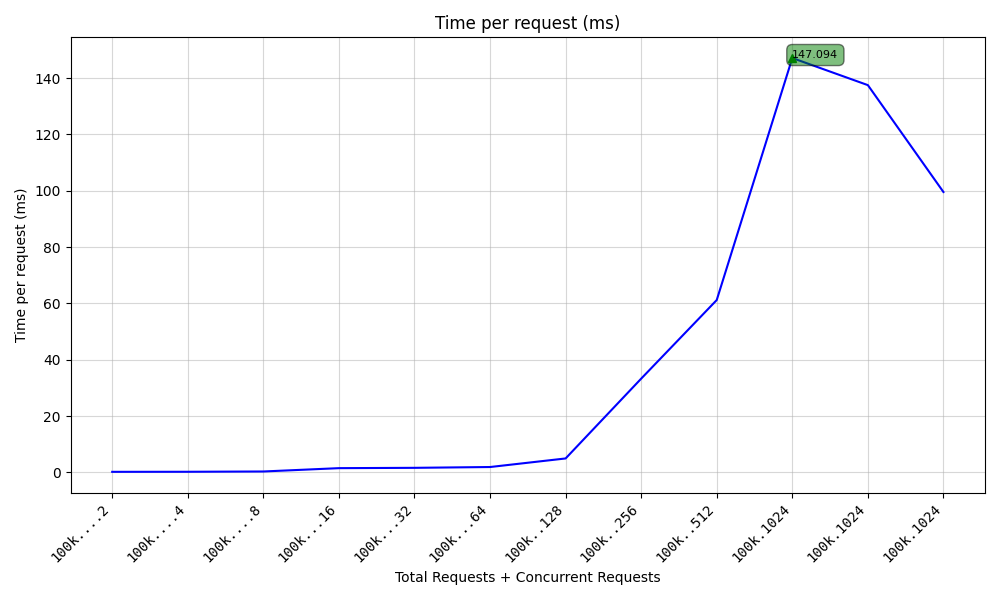 Time per request (ms)
147.094
Time per request (ms)
140
120
100
80
60
40
20
0
100k....2
100k....4
100k....8
100k...16
100k...32
100k...64
100k..128
100k..256
100k..512
100k.1024
100k.1024
100k.1024
Total Requests + Concurrent Requests